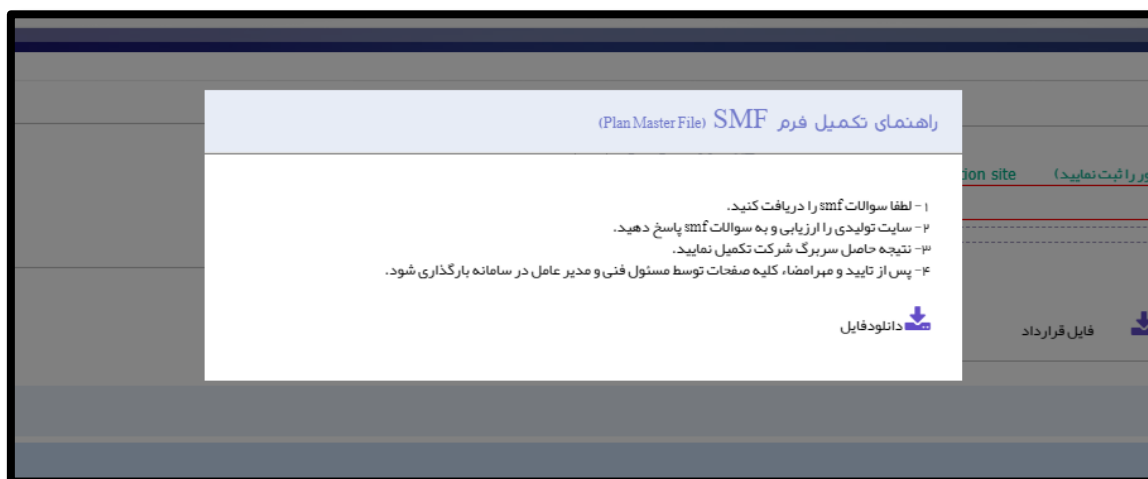 راهنمای تکمیل فرم SMF (Plan Master File)
ور را ثبت نمایید) tion site
۱- لطفا سوالات smf را دریافت کنید.
۲- سایت تولیدی را ارزیابی و به سوالات smf پاسخ دهید.
۳- نتیجه حاصل سربرگ شرکت تکمیل نمایید.
۴- پس از تایید و مهرامضاء کلیه صفحات توسط مسئول فنی و مدیر عامل در سامانه بارگذاری شود.
دانلودفایل
فایل قرارداد